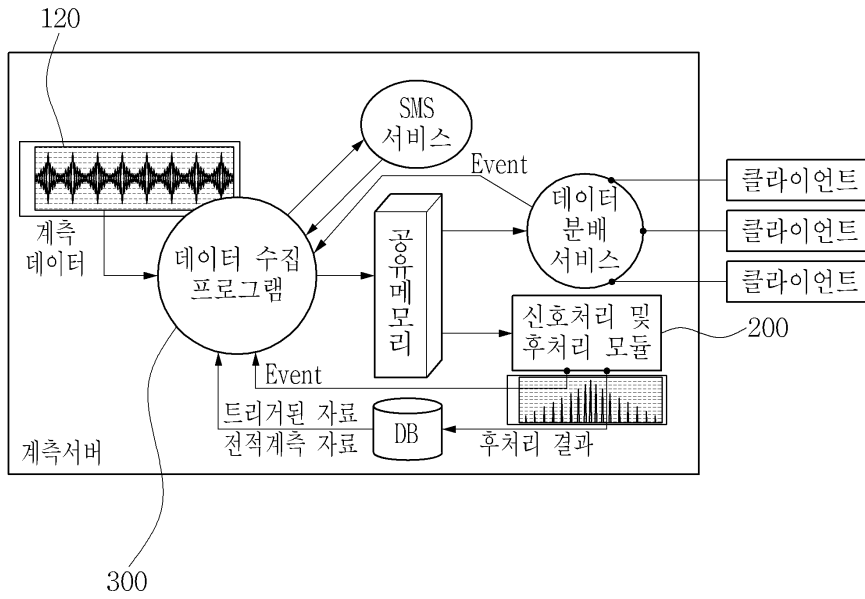 120
SMS
서비스
Event
클라이언트
클라이언트
클라이언트
데이터
분배
서비스
계측
데이터
데이터 수집
프로그램
공유메모리
신호처리 및
후처리 모듈
200
Event
트리거된 자료
전적계측 자료
DB
후처리 결과
계측서버
300